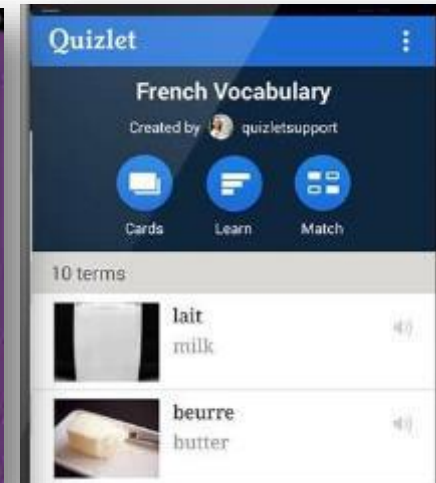 Quizlet
French Vocabulary
Created by quizletsupport
Cards Learn Match
10 terms
lait
milk
beurre
butter